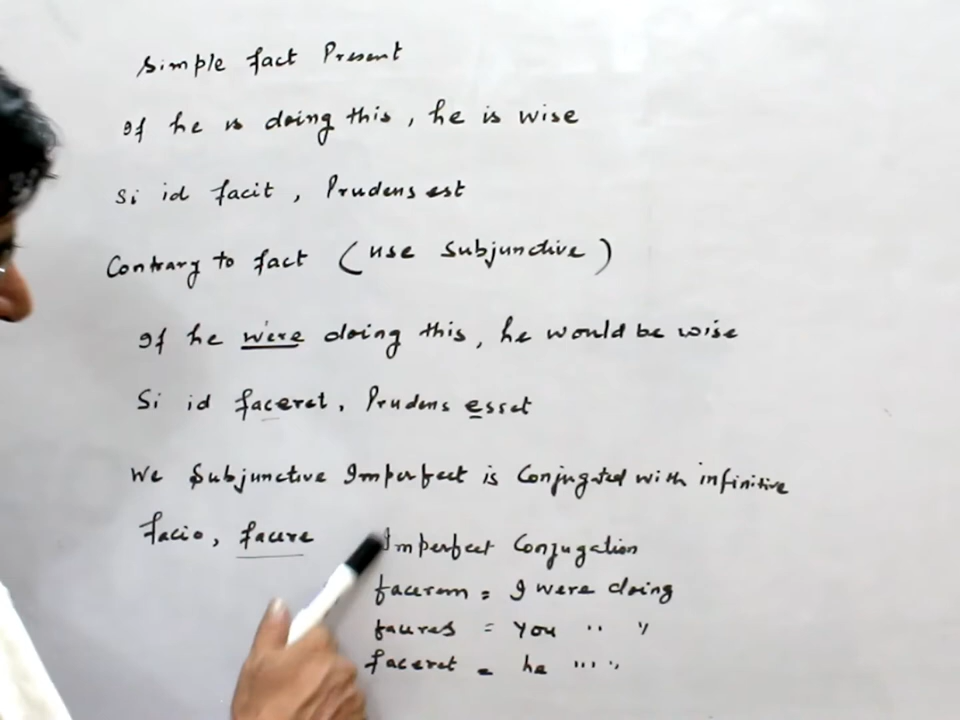 Simple fact Present
If he is doing this, he is wise
Si id facit, Prudens est
Contrary to fact (use Subjunctive)
If he were doing this, he would be wise
Si id faceret, Prudens esset
We Subjunctive Imperfect is Conjugated with infinitive
facio, facere
Imperfect Conjugation
facerem = I were doing
faceres = you " "
faceret = he " "